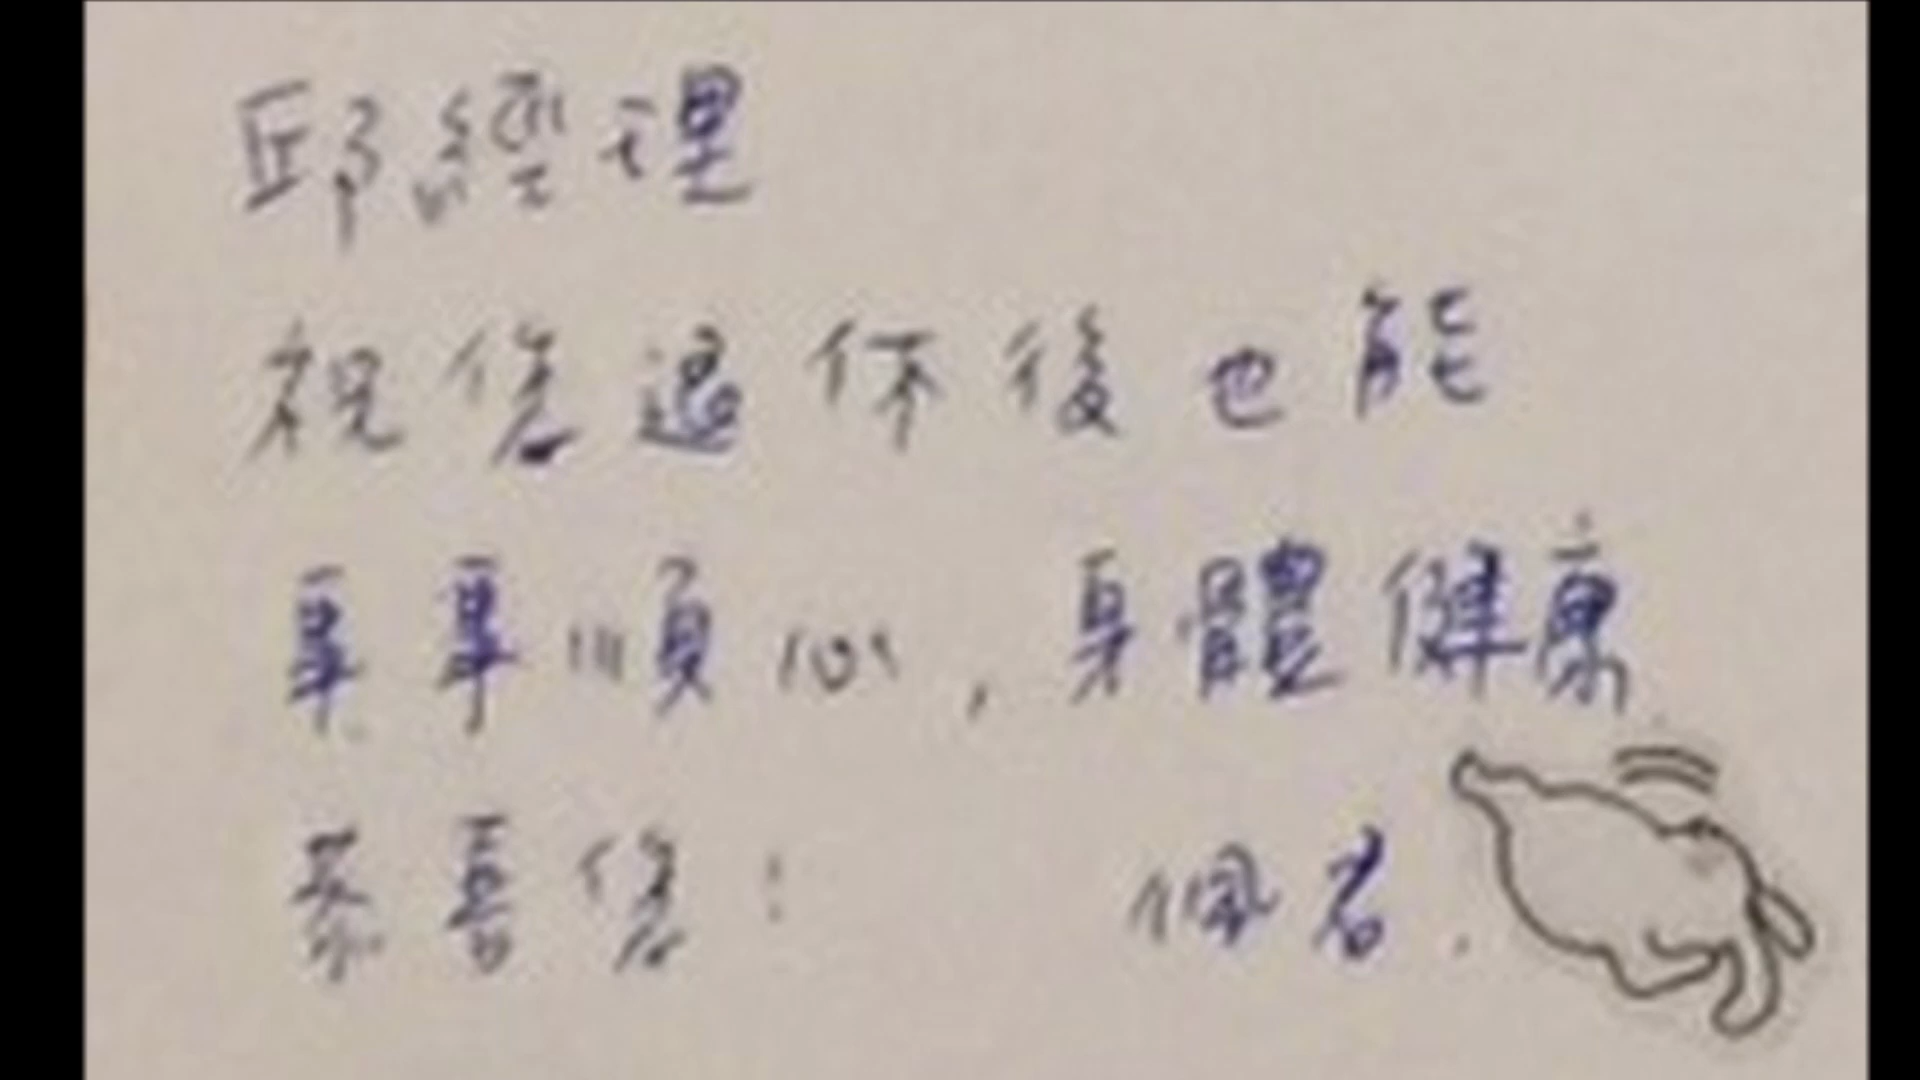 邱經理
祝您退休後也能
事事順心，身體健康
恭喜您！
佩君.